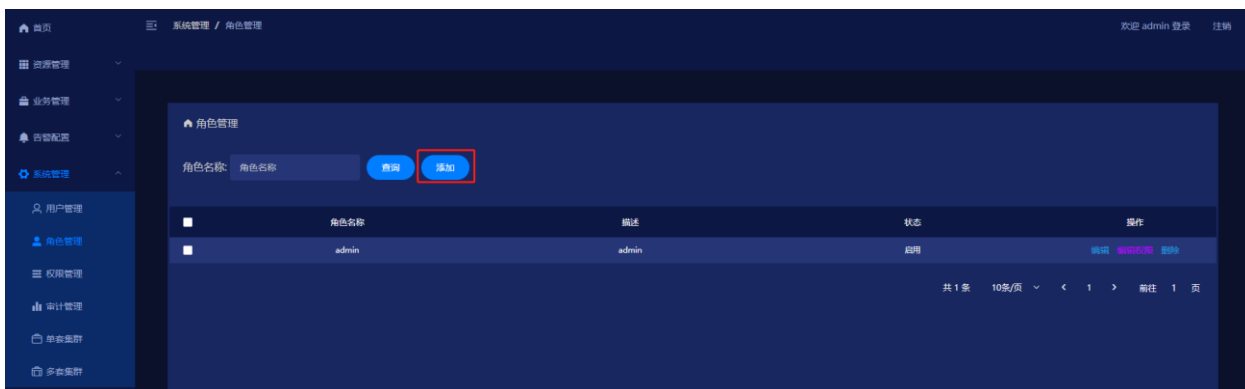 首页
系统管理 / 角色管理
欢迎 admin 登录 注销
资源管理
业务管理
告警配置
系统管理
用户管理
角色管理
权限管理
审计管理
单套集群
多套集群
角色管理
角色名称: 角色名称 查询 添加
角色名称 描述 状态 操作
admin admin 启用 编辑 编辑权限 删除
共 1 条 10条/页 1 前往 1 页